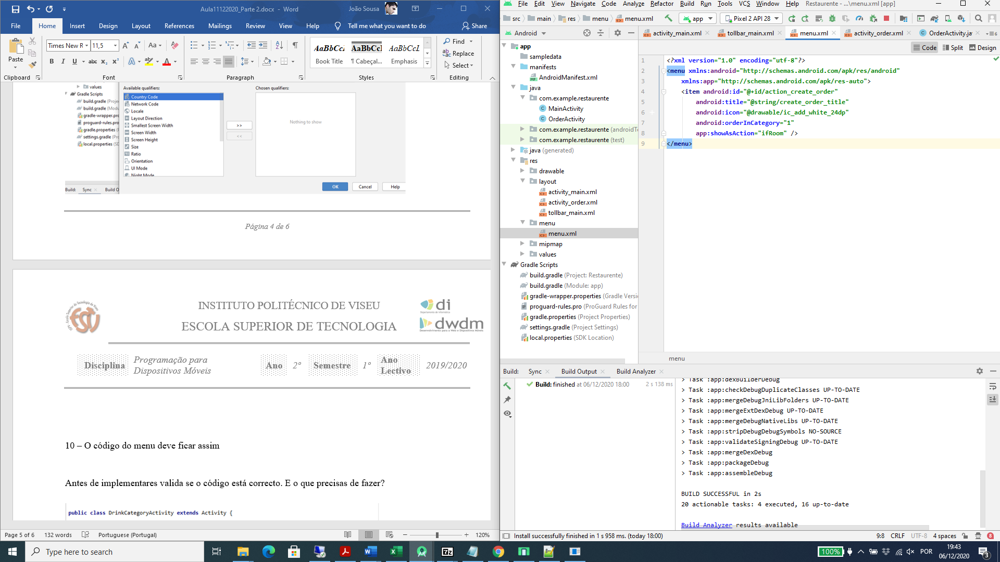 Aula11122020_Parte 2.docx - Word
João Sousa
File Home Insert Design Layout References Mailings Review View Help Tell me what you want to do Share
Paste
Times New R 11,5
Aa
B I U abc x₂ x² A ab A
AaBbCcI AaBbCcI AaBbCcL
Book Title ¶ Cabeçal... Emphasis
Find
Replace
Select
Clipboard Font Paragraph Styles Editing
values
Gradle Scripts
build.gradle (Proje
build.gradle (Modu
gradle-wrapper.pro
proguard-rules.pro
gradle.properties (
settings.gradle (Pro
local.properties (SD
Available qualifiers:
Country Code
Network Code
Locale
Layout Direction
Smallest Screen Width
Screen Width
Screen Height
Size
Ratio
Orientation
UI Mode
Night Mode
>>
<<
Chosen qualifiers:
Nothing to show
OK Cancel Help
Build: Sync × Build O
Página 4 de 6
INSTITUTO POLITÉCNICO DE VISEU
ESCOLA SUPERIOR DE TECNOLOGIA
di
Departamento de Informática
dwdm
Desenvolvimento para a Web e Dispositivos Móveis
Disciplina Programação para Dispositivos Móveis Ano 2º Semestre 1º Ano Lectivo 2019/2020
10 – O código do menu deve ficar assim
Antes de implementares valida se o código está correcto. E o que precisas de fazer?
public class DrinkCategoryActivity extends Activity {
Page 5 of 6 132 words Portuguese (Portugal) 120%
File Edit View Navigate Code Analyze Refactor Build Run Tools VCS Window Help Restaurente - ...\menu.xml [app]
src main res menu menu.xml app Pixel 2 API 28
Android
activity_main.xml tollbar_main.xml menu.xml activity_order.xml OrderActivity.ja
Code Split Design
app
sampledata
manifests
AndroidManifest.xml
java
com.example.restaurente
MainActivity
OrderActivity
com.example.restaurente (androidTe
com.example.restaurente (test)
java (generated)
res
drawable
layout
activity_main.xml
activity_order.xml
tollbar_main.xml
menu
menu.xml
mipmap
values
Gradle Scripts
build.gradle (Project: Restaurente)
build.gradle (Module: app)
gradle-wrapper.properties (Gradle Versi
proguard-rules.pro (ProGuard Rules for
gradle.properties (Project Properties)
settings.gradle (Project Settings)
local.properties (SDK Location)
1 <?xml version="1.0" encoding="utf-8"?>
2 <menu xmlns:android="http://schemas.android.com/apk/res/android"
3 xmlns:app="http://schemas.android.com/apk/res-auto">
4 <item android:id="@+id/action_create_order"
5 android:title="@string/create_order_title"
6 android:icon="@drawable/ic_add_white_24dp"
7 android:orderInCategory="1"
8 app:showAsAction="ifRoom" />
9 </menu>
menu
Build: Sync Build Output Build Analyzer
Build: finished at 06/12/2020 18:00 2 s 138 ms
> Task :app:dexBuilderDebug
> Task :app:checkDebugDuplicateClasses UP-TO-DATE
> Task :app:mergeDebugJniLibFolders UP-TO-DATE
> Task :app:mergeExtDexDebug UP-TO-DATE
> Task :app:mergeDebugNativeLibs UP-TO-DATE
> Task :app:stripDebugDebugSymbols NO-SOURCE
> Task :app:validateSigningDebug UP-TO-DATE
> Task :app:mergeDexDebug
> Task :app:packageDebug
> Task :app:assembleDebug
BUILD SUCCESSFUL in 2s
20 actionable tasks: 4 executed, 16 up-to-date
Build Analyzer results available
Install successfully finished in 1 s 958 ms. (today 18:00) 9:8 CRLF UTF-8 4 spaces 8
Type here to search
100% POR 19:43 06/12/2020 3